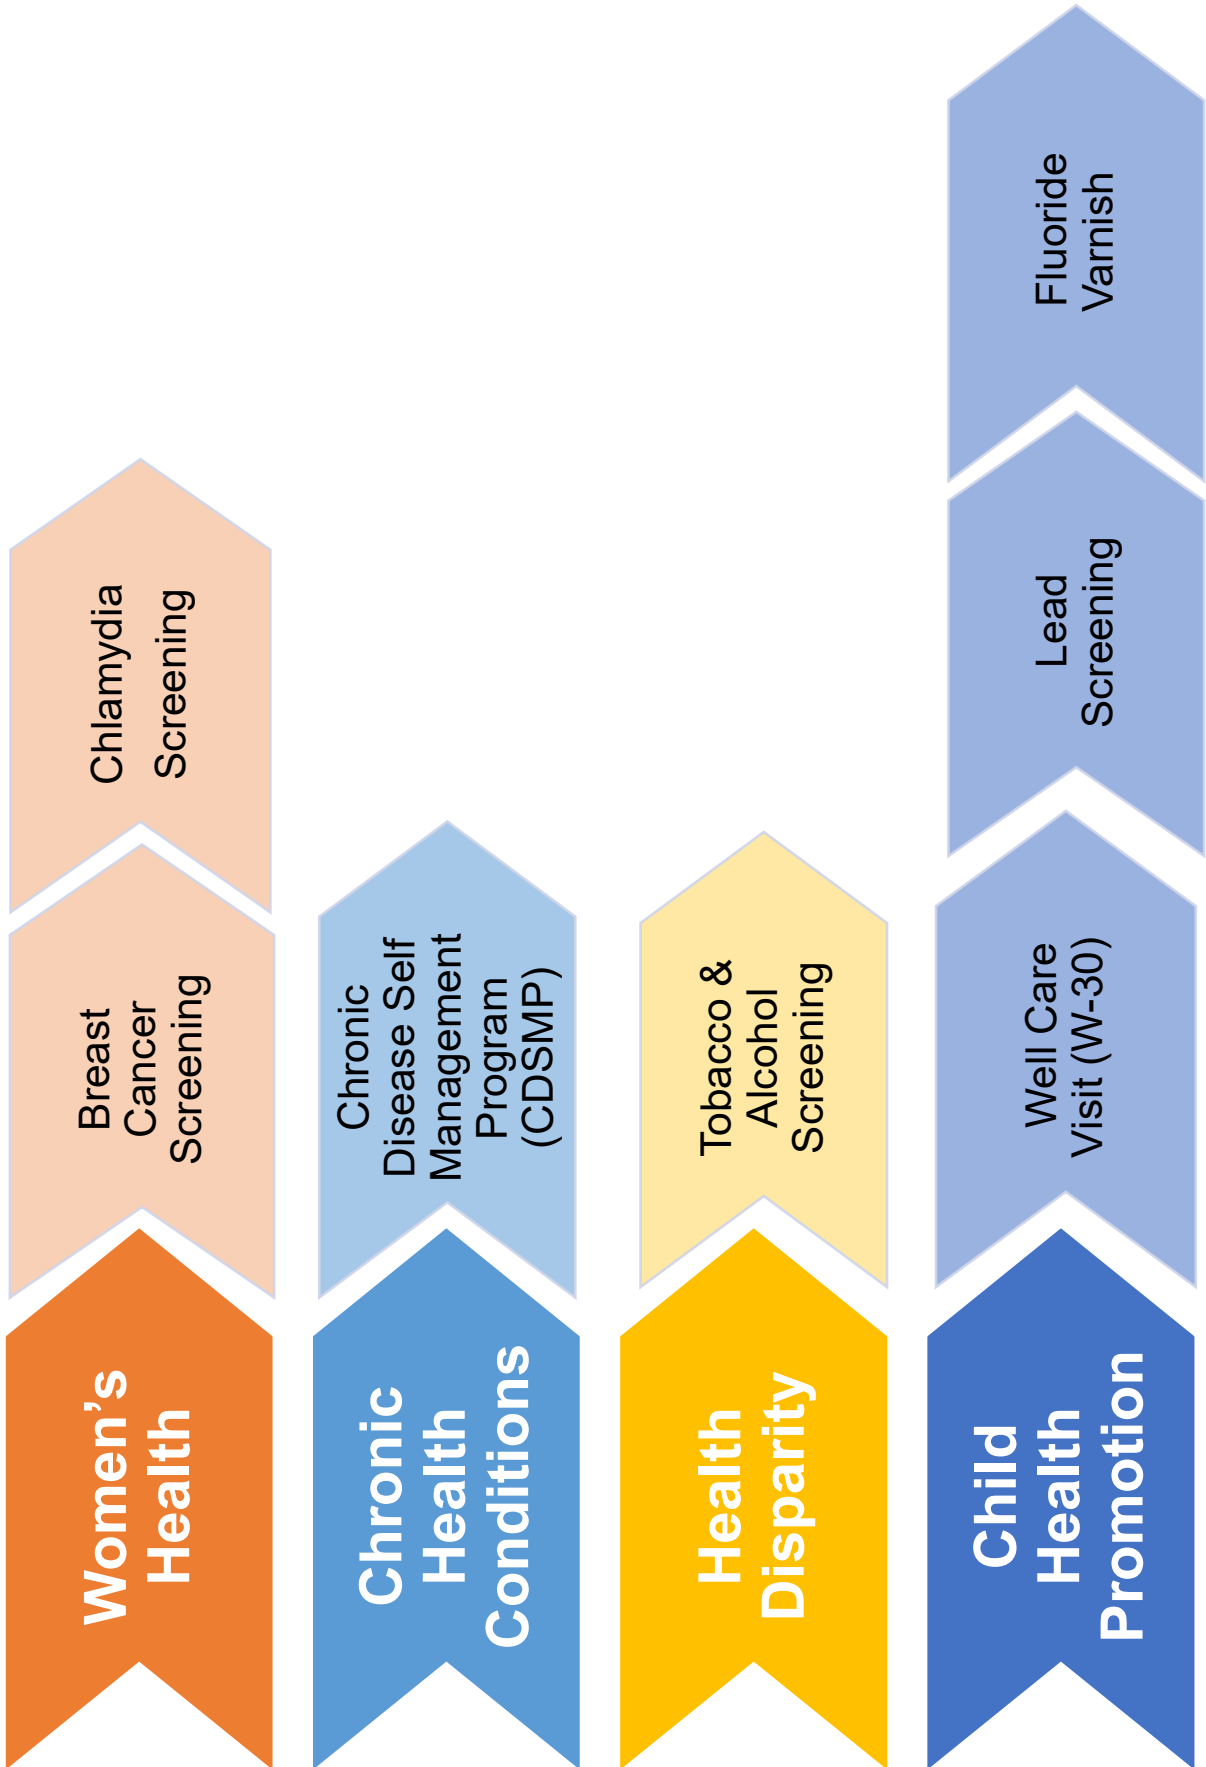 Women’s
Health
Breast
Cancer
Screening
Chlamydia
Screening
Chronic
Health
Conditions
Chronic
Disease Self
Management
Program
(CDSMP)
Health
Disparity
Tobacco &
Alcohol
Screening
Child
Health
Promotion
Well Care
Visit (W-30)
Lead
Screening
Fluoride
Varnish